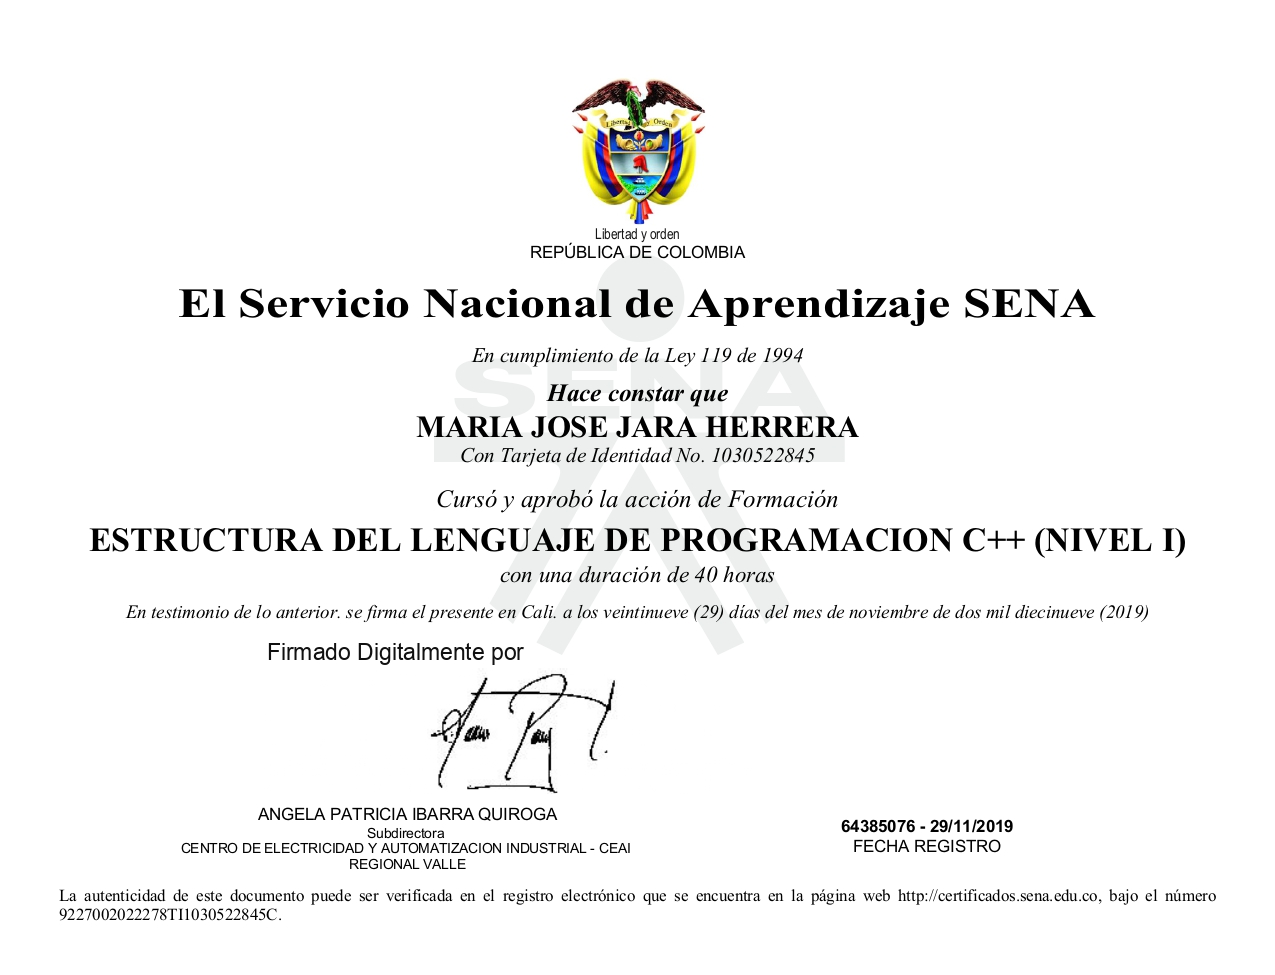 Libertad y Orden
Libertad y orden
REPÚBLICA DE COLOMBIA
El Servicio Nacional de Aprendizaje SENA
En cumplimiento de la Ley 119 de 1994
SENA
Hace constar que
MARIA JOSE JARA HERRERA
Con Tarjeta de Identidad No. 1030522845
Cursó y aprobó la acción de Formación
ESTRUCTURA DEL LENGUAJE DE PROGRAMACION C++ (NIVEL I)
con una duración de 40 horas
En testimonio de lo anterior. se firma el presente en Cali. a los veintinueve (29) días del mes de noviembre de dos mil diecinueve (2019)
Firmado Digitalmente por
ANGELA PATRICIA IBARRA QUIROGA
Subdirectora
CENTRO DE ELECTRICIDAD Y AUTOMATIZACION INDUSTRIAL - CEAI
REGIONAL VALLE
64385076 - 29/11/2019
FECHA REGISTRO
La autenticidad de este documento puede ser verificada en el registro electrónico que se encuentra en la página web http://certificados.sena.edu.co, bajo el número
9227002022278TI1030522845C.